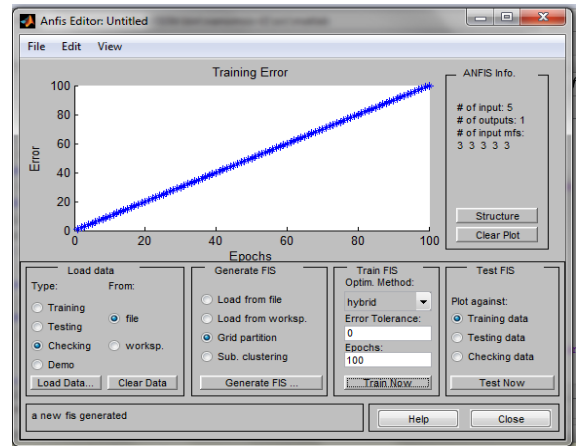 Anfis Editor: Untitled
File Edit View
Training Error
Error
100
80
60
40
20
0
0 20 40 60 80 100
Epochs
ANFIS Info.
# of input: 5
# of outputs: 1
# of input mfs:
3 3 3 3 3
Structure
Clear Plot
Load data
Type: From:
Training
Testing
Checking
Demo
file
worksp.
Load Data... Clear Data
Generate FIS
Load from file
Load from worksp.
Grid partition
Sub. clustering
Generate FIS ...
Train FIS
Optim. Method:
hybrid
Error Tolerance:
0
Epochs:
100
Train Now
Test FIS
Plot against:
Training data
Testing data
Checking data
Test Now
a new fis generated
Help Close